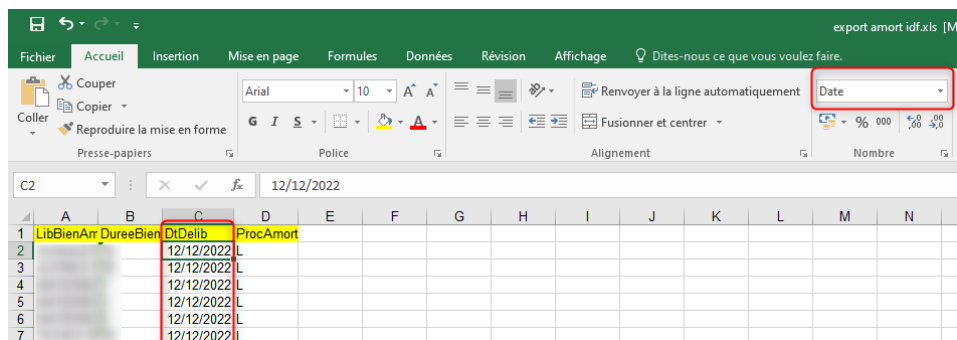 export amort idf.xls [M
Fichier Accueil Insertion Mise en page Formules Données Révision Affichage Dites-nous ce que vous voulez faire.
Coller
Couper
Copier
Reproduire la mise en forme
Arial 10 A A
G I S A
Renvoyer à la ligne automatiquement
Fusionner et centrer
Date
% 000 ,00 ,0
Presse-papiers Police Alignement Nombre
C2 fx 12/12/2022
A B C D E F G H I J K L M N
1 LibBienAm DureeBien DtDelib ProcAmort
2 12/12/2022 L
3 12/12/2022 L
4 12/12/2022 L
5 12/12/2022 L
6 12/12/2022 L
7 12/12/2022 L